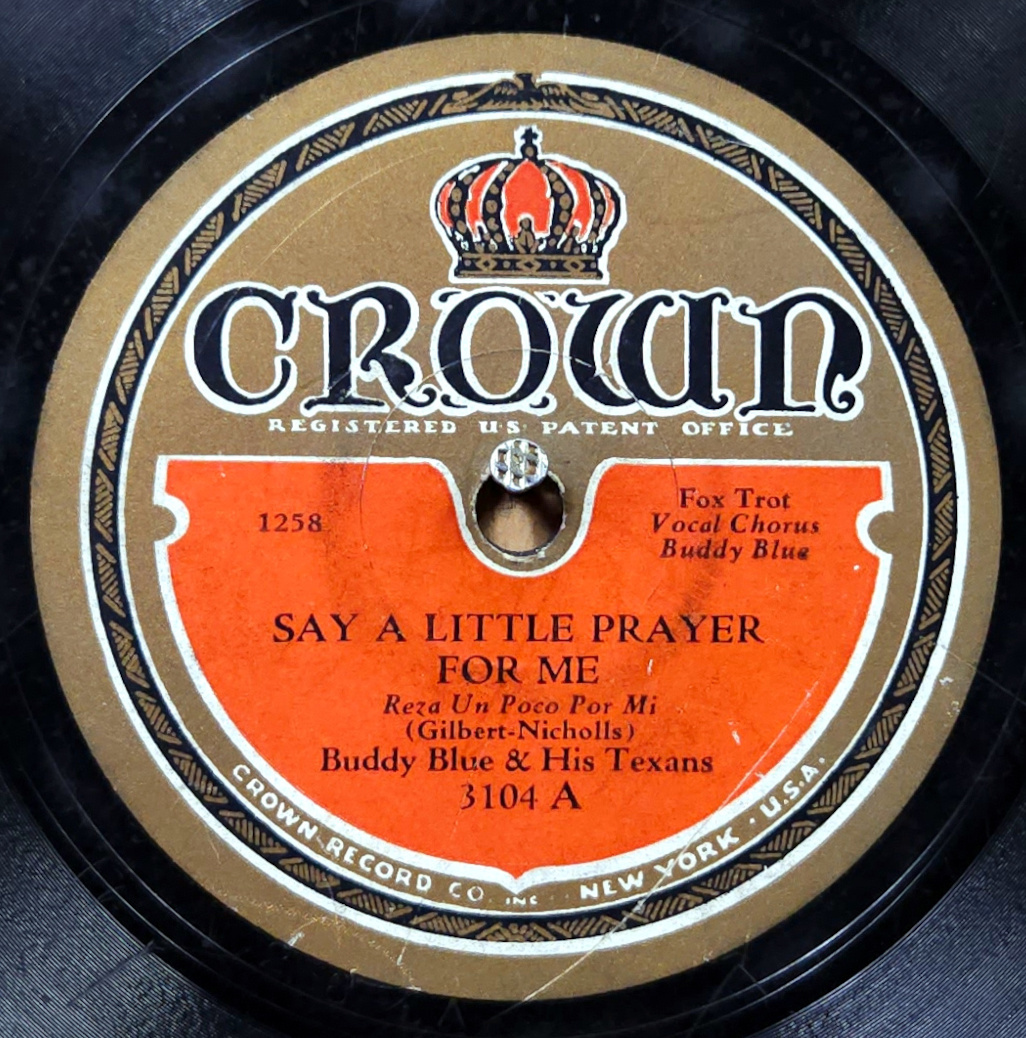 CROWN
REGISTERED U·S· PATENT OFFICE
1258
Fox Trot
Vocal Chorus
Buddy Blue
SAY A LITTLE PRAYER
FOR ME
Reza Un Poco Por Mi
(Gilbert-Nicholls)
Buddy Blue & His Texans
3104 A
CROWN RECORD CO. INC · NEW YORK · U.S.A.